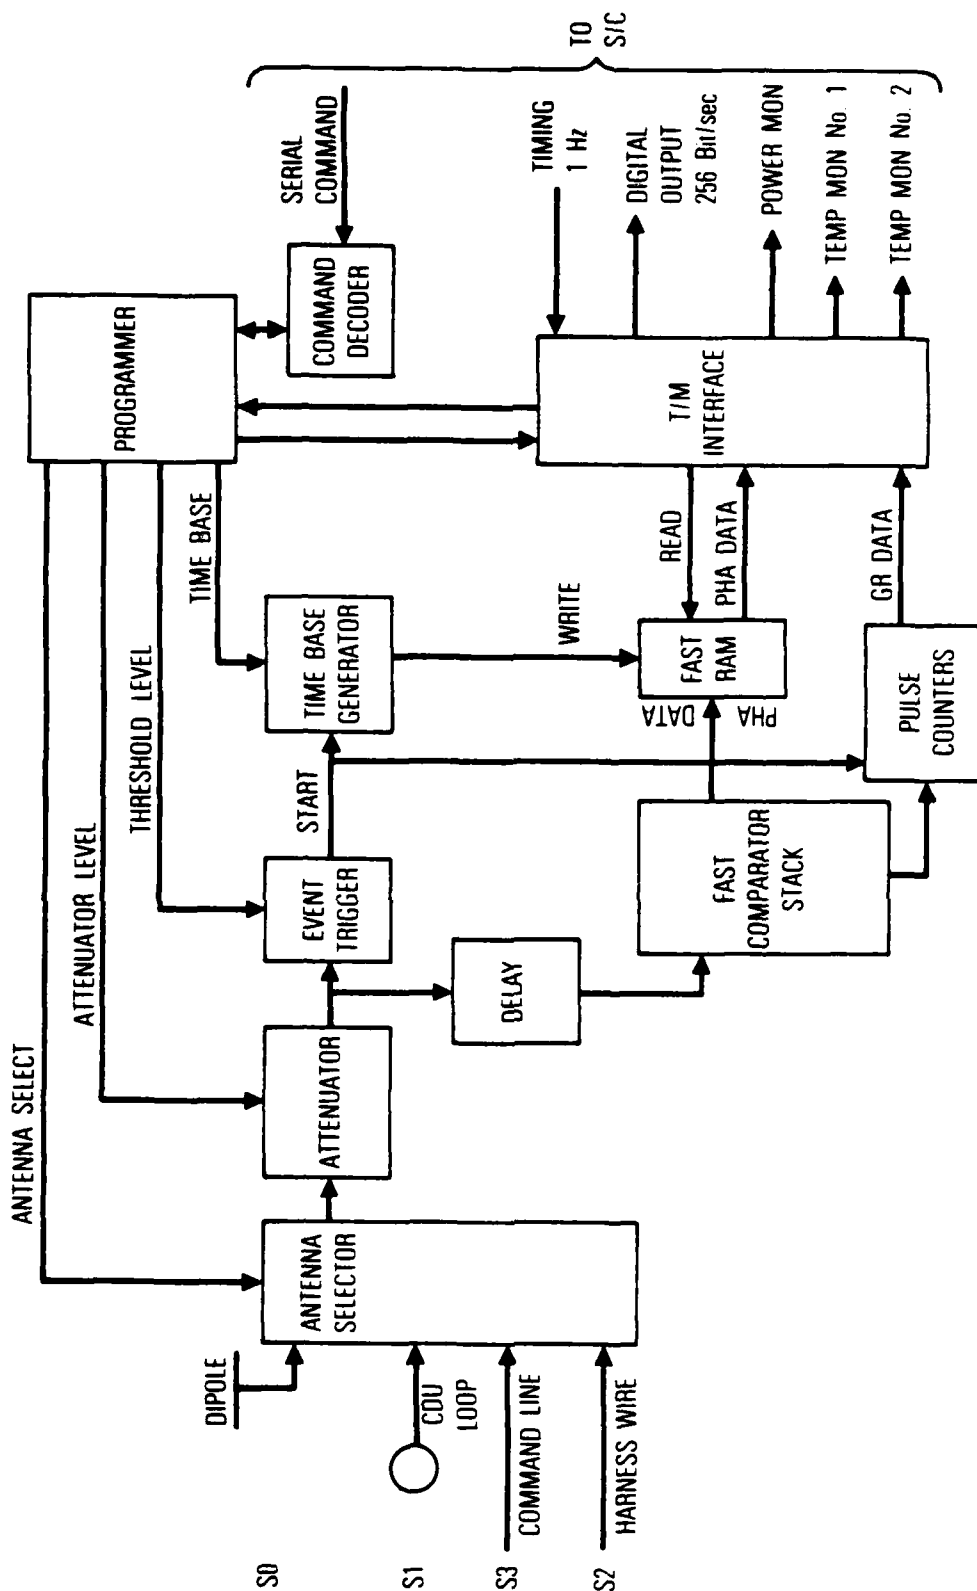 ANTENNA SELECT
ATTENUATOR LEVEL
THRESHOLD LEVEL
TIME BASE
PROGRAMMER
SERIAL
COMMAND
COMMAND
DECODER
TO
S/C
S0
DIPOLE
ANTENNA
SELECTOR
ATTENUATOR
EVENT
TRIGGER
START
TIME BASE
GENERATOR
TIMING
1 Hz
S1
CDU
LOOP
DELAY
WRITE
DIGITAL
OUTPUT
256 Bit/sec
S3
COMMAND LINE
FAST
COMPARATOR
STACK
PHA
DATA
FAST
RAM
READ
PHA DATA
T/M
INTERFACE
POWER MON
TEMP MON No. 1
S2
HARNESS WIRE
PULSE
COUNTERS
GR DATA
TEMP MON No. 2